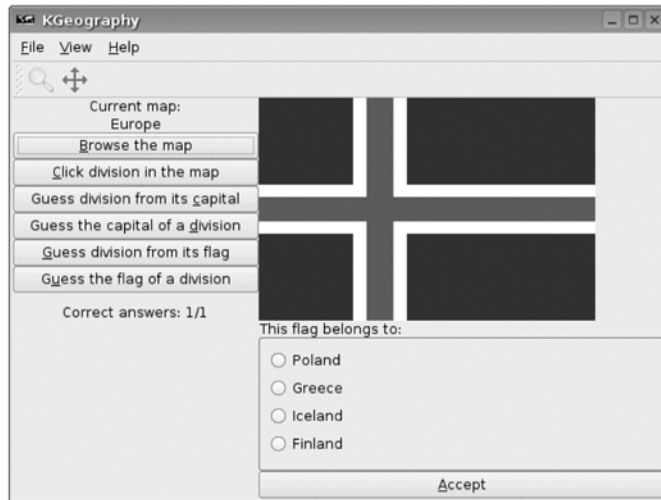 KGeography
File View Help
Current map:
Europe
Browse the map
Click division in the map
Guess division from its capital
Guess the capital of a division
Guess division from its flag
Guess the flag of a division
Correct answers: 1/1
This flag belongs to:
Poland
Greece
Iceland
Finland
Accept